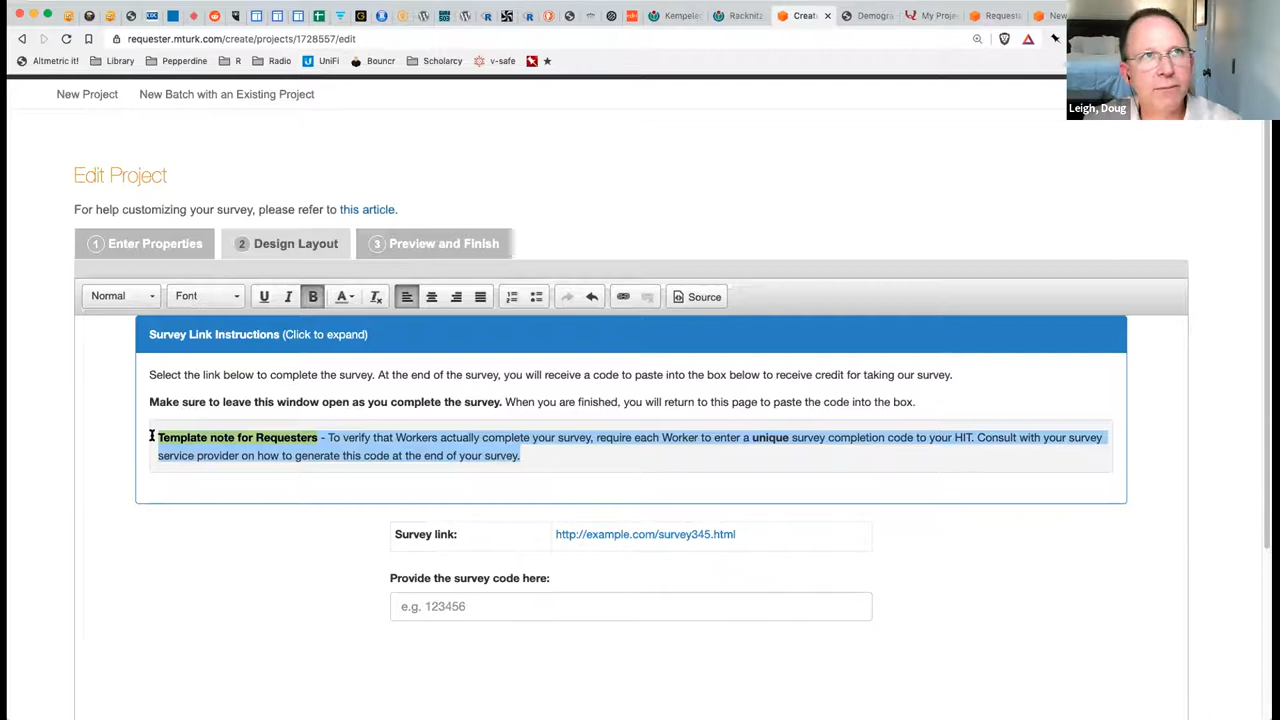 Create
Demogra
My Proje
Requeste
New
Kempele
Racknitz
requester.mturk.com/create/projects/1728557/edit
Altmetric it!
Library
Pepperdine
R
Radio
UniFi
Bouncr
Scholarcy
v-safe
Leigh, Doug
New Project
New Batch with an Existing Project
Edit Project
For help customizing your survey, please refer to this article.
1 Enter Properties
2 Design Layout
3 Preview and Finish
Normal
Font
U
I
B
A
Tx
Source
Survey Link Instructions (Click to expand)
Select the link below to complete the survey. At the end of the survey, you will receive a code to paste into the box below to receive credit for taking our survey.
Make sure to leave this window open as you complete the survey. When you are finished, you will return to this page to paste the code into the box.
Template note for Requesters - To verify that Workers actually complete your survey, require each Worker to enter a unique survey completion code to your HIT. Consult with your survey
service provider on how to generate this code at the end of your survey.
Survey link:
http://example.com/survey345.html
Provide the survey code here:
e.g. 123456